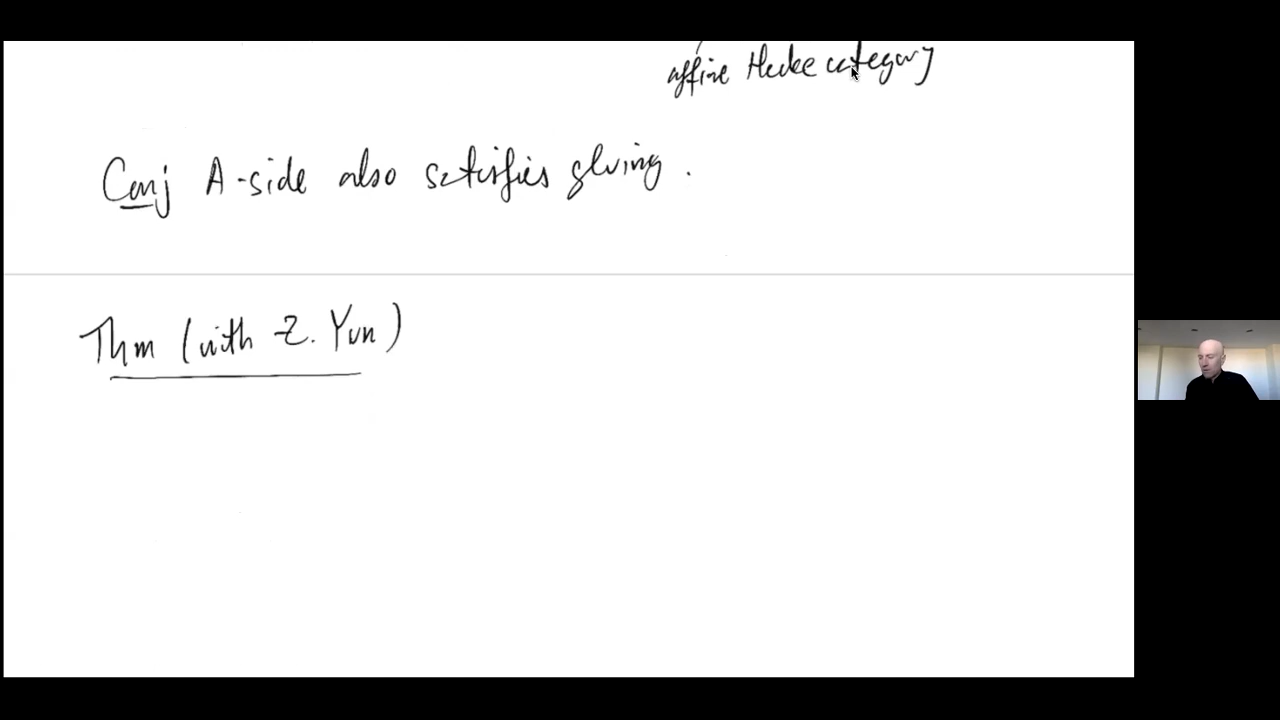 affine Hecke category
Conj A-side also satisfies gluing.
Thm (with Z. Yun)